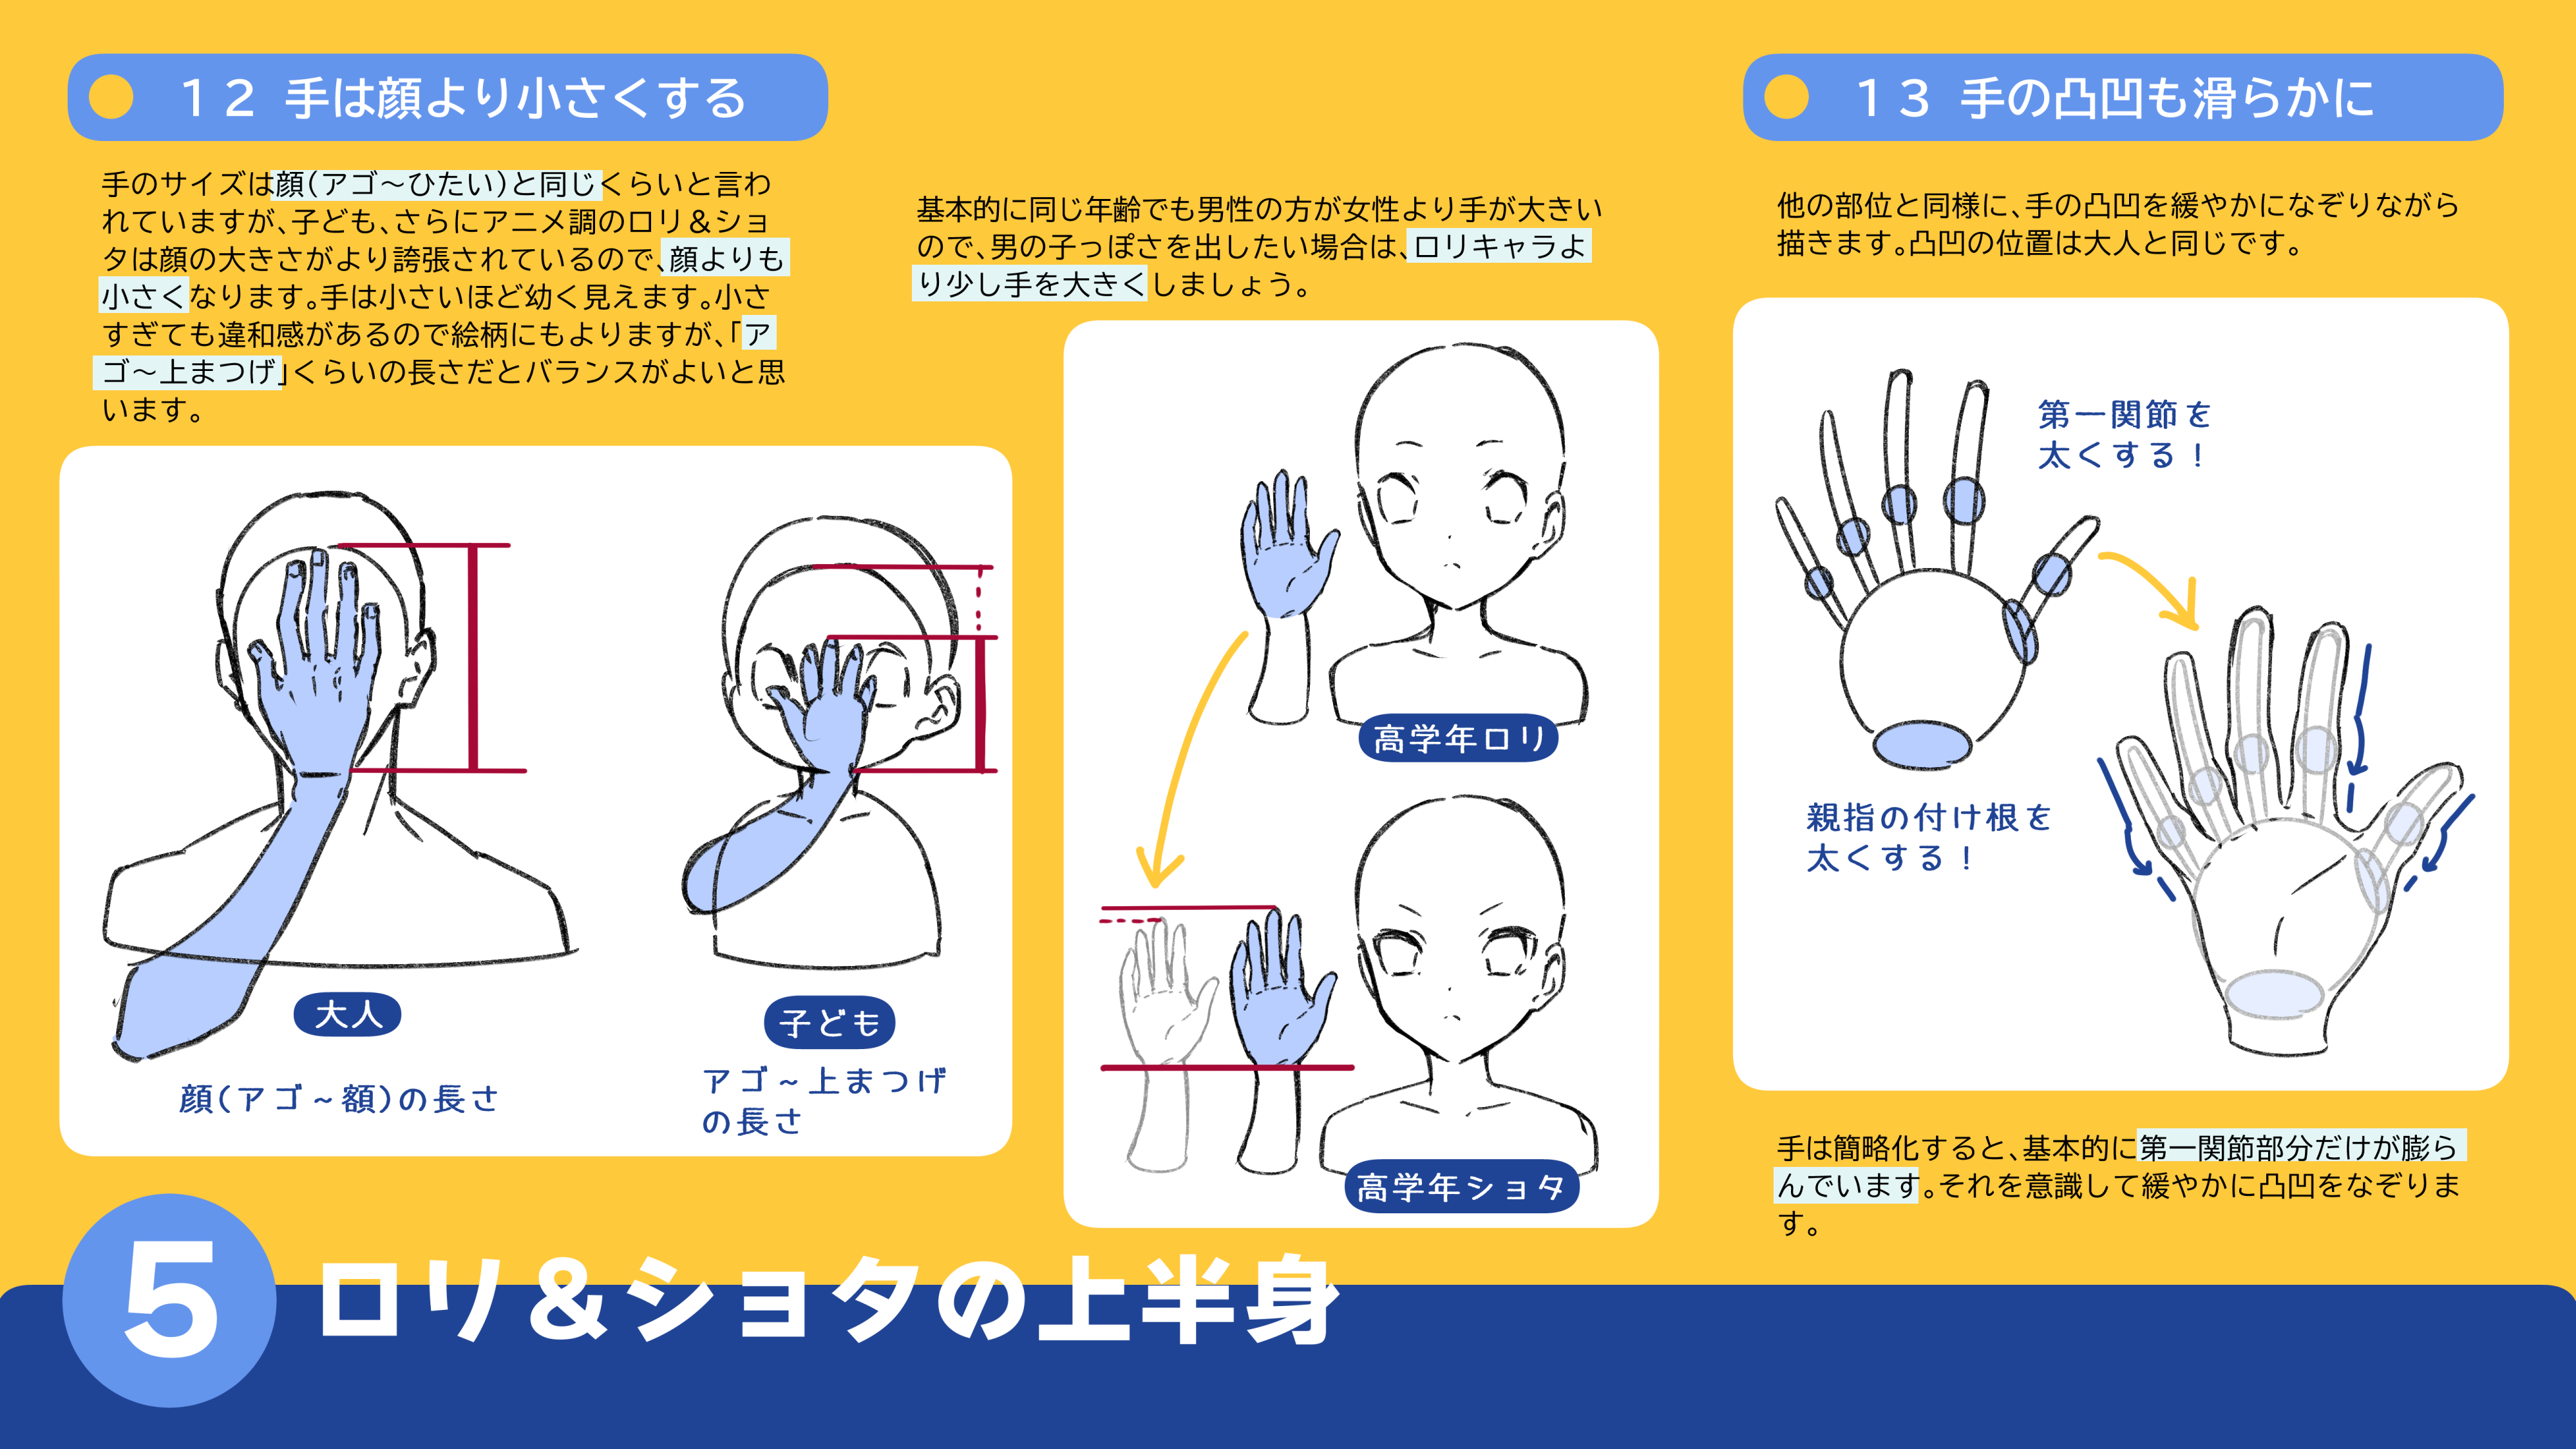 12 手は顔より小さくする
手のサイズは顔(アゴ～ひたい)と同じくらいと言わ
れていますが、子ども、さらにアニメ調のロリ＆ショ
タは顔の大きさがより誇張されているので、顔よりも
小さくなります。手は小さいほど幼く見えます。小さ
すぎても違和感があるので絵柄にもよりますが、「ア
ゴ～上まつげ」くらいの長さだとバランスがよいと思
います。
大人
顔(アゴ～額)の長さ
子ども
アゴ～上まつげ
の長さ
基本的に同じ年齢でも男性の方が女性より手が大きい
ので、男の子っぽさを出したい場合は、ロリキャラよ
り少し手を大きくしましょう。
高学年ロリ
高学年ショタ
13 手の凸凹も滑らかに
他の部位と同様に、手の凸凹を緩やかになぞりながら
描きます。凸凹の位置は大人と同じです。
第一関節を
太くする！
親指の付け根を
太くする！
手は簡略化すると、基本的に第一関節部分だけが膨ら
んでいます。それを意識して緩やかに凸凹をなぞりま
す。
5 ロリ＆ショタの上半身